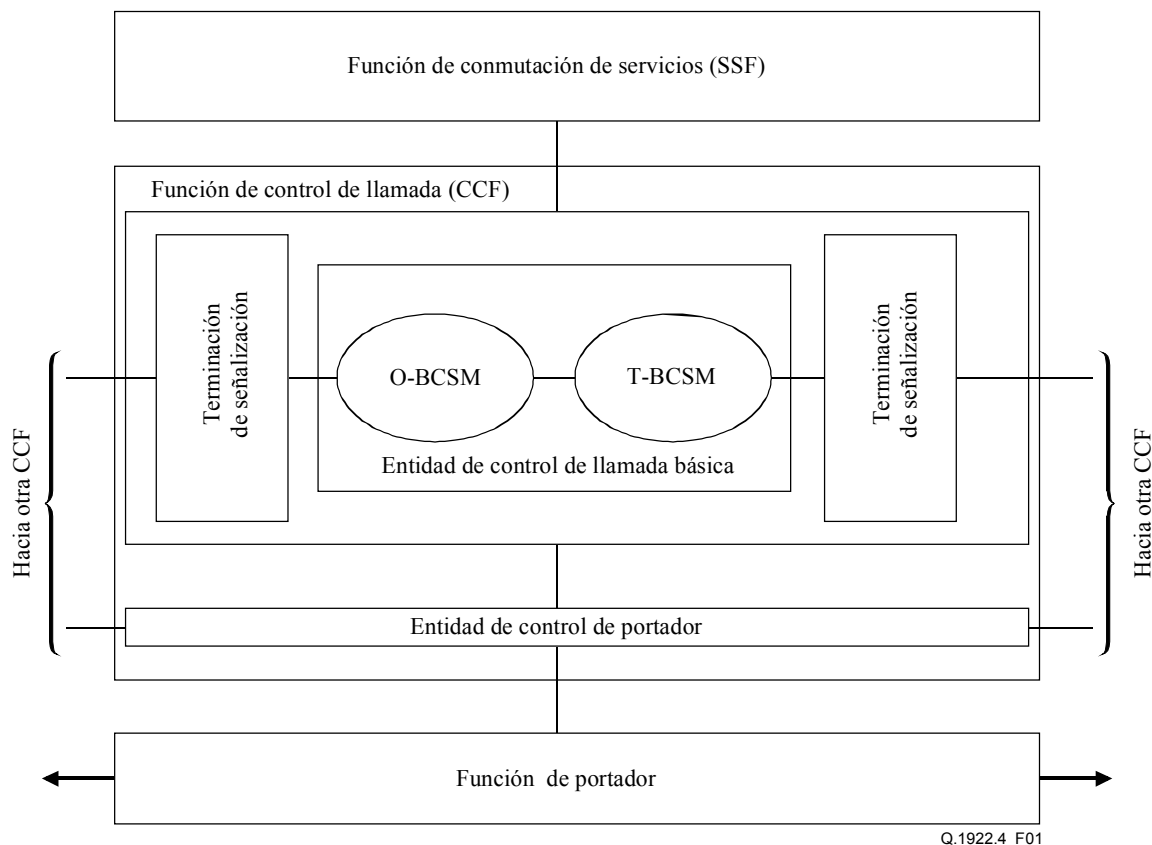 Función de conmutación de servicios (SSF)
Función de control de llamada (CCF)
Terminación
de señalización
O-BCSM
T-BCSM
Entidad de control de llamada básica
Terminación
de señalización
Hacia otra CCF
Hacia otra CCF
Entidad de control de portador
Función de portador
Q.1922.4_F01